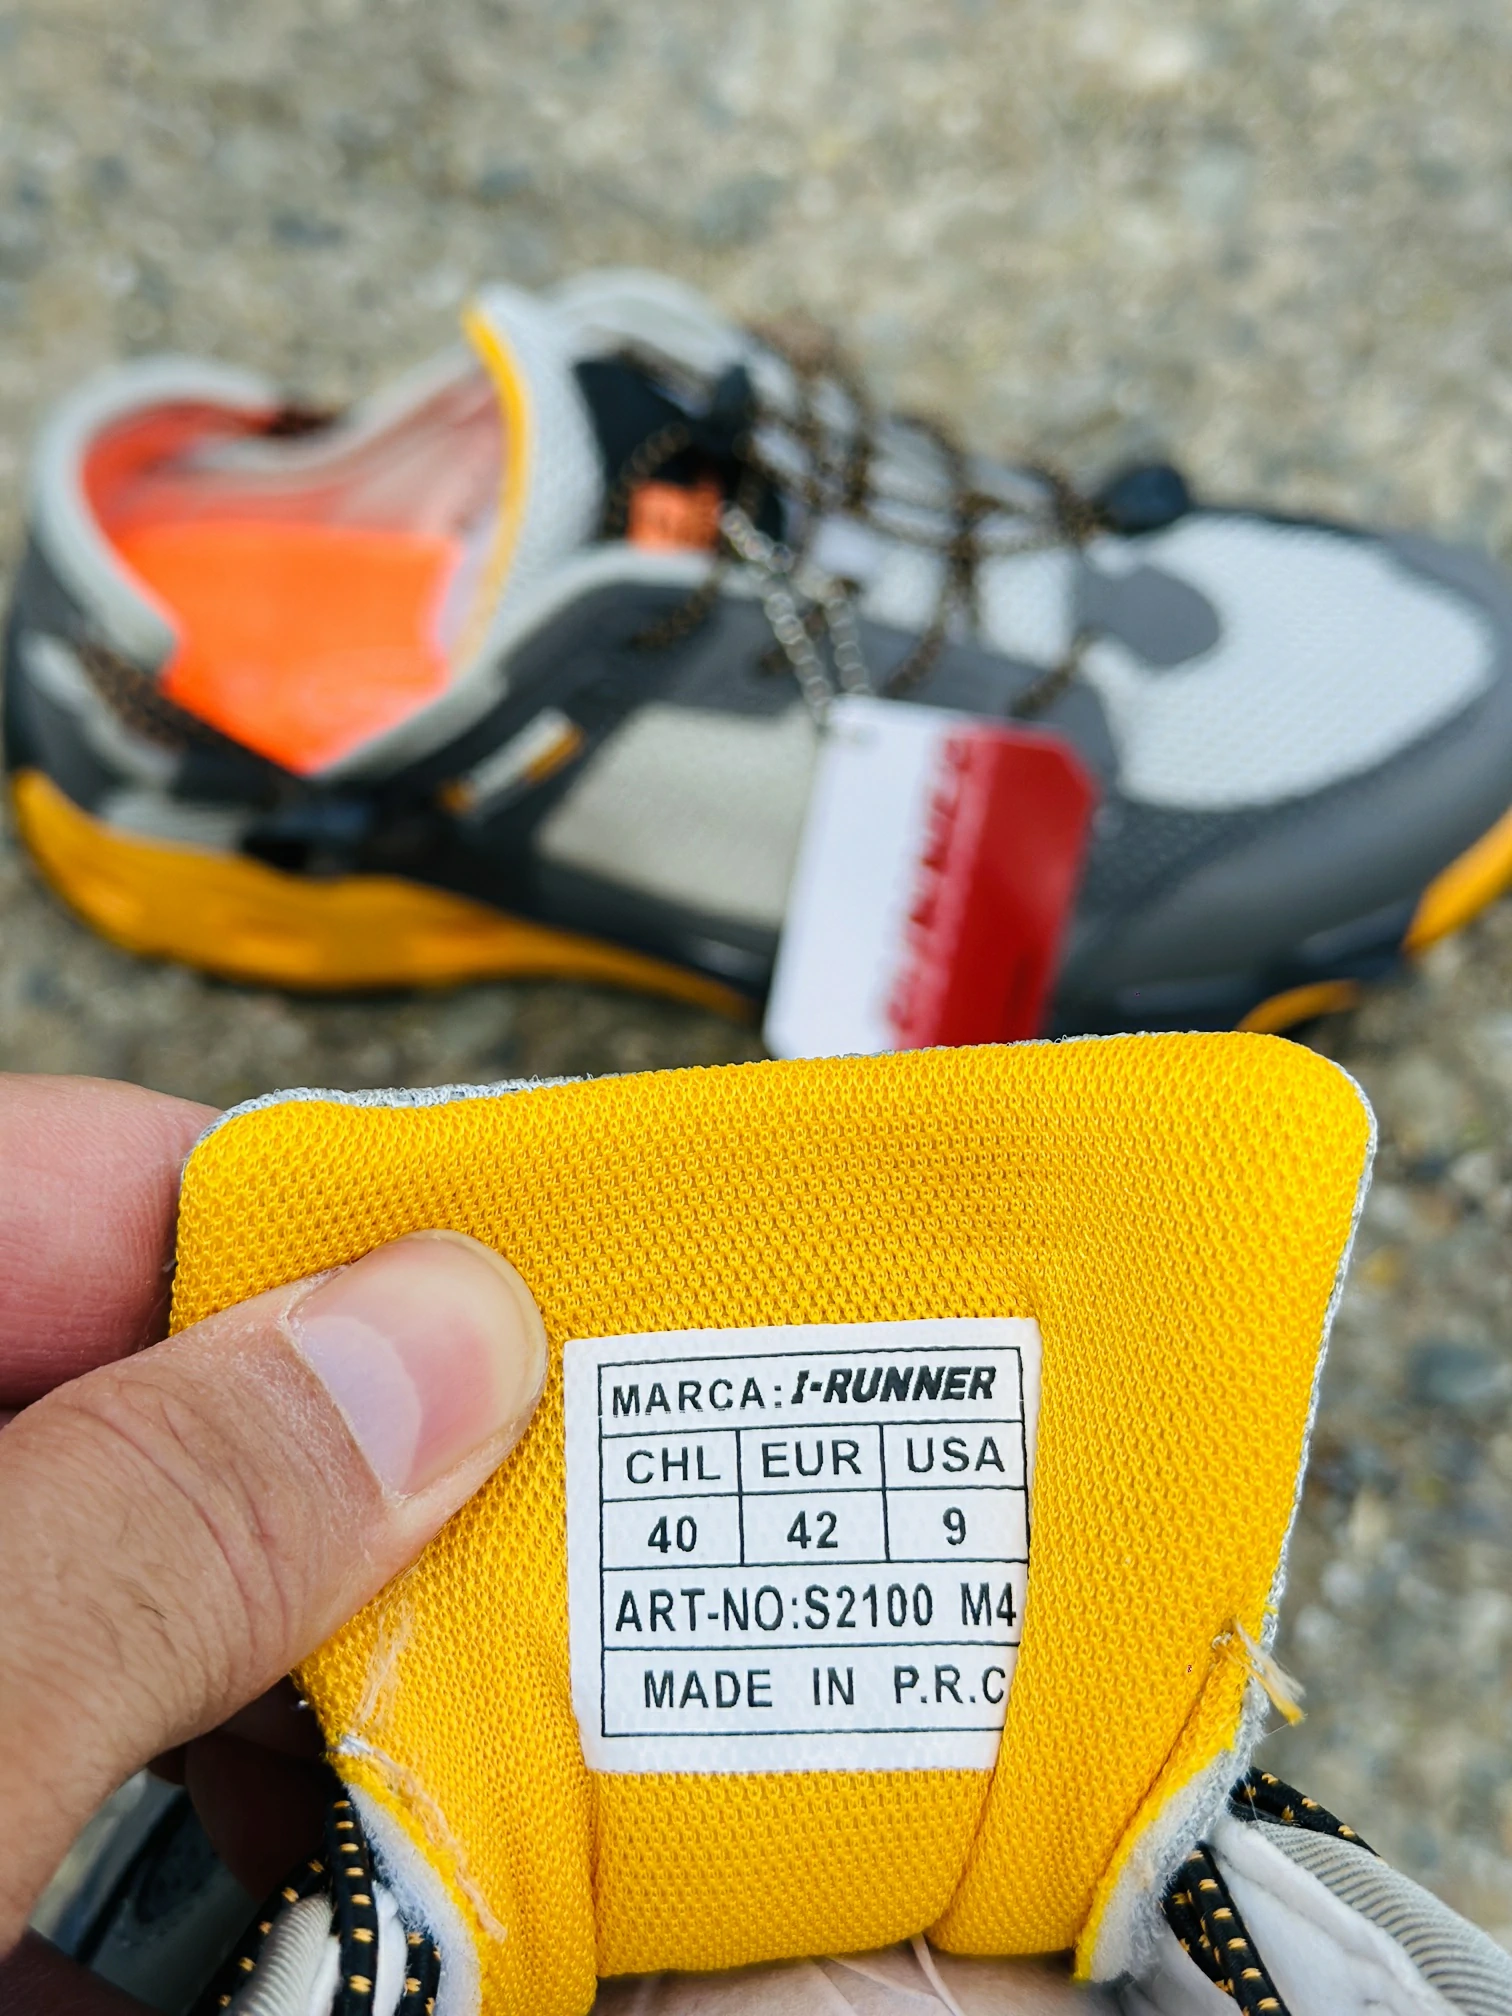 MARCA: I-RUNNER
CHL EUR USA
40 42 9
ART-NO:S2100 M4
MADE IN P.R.C